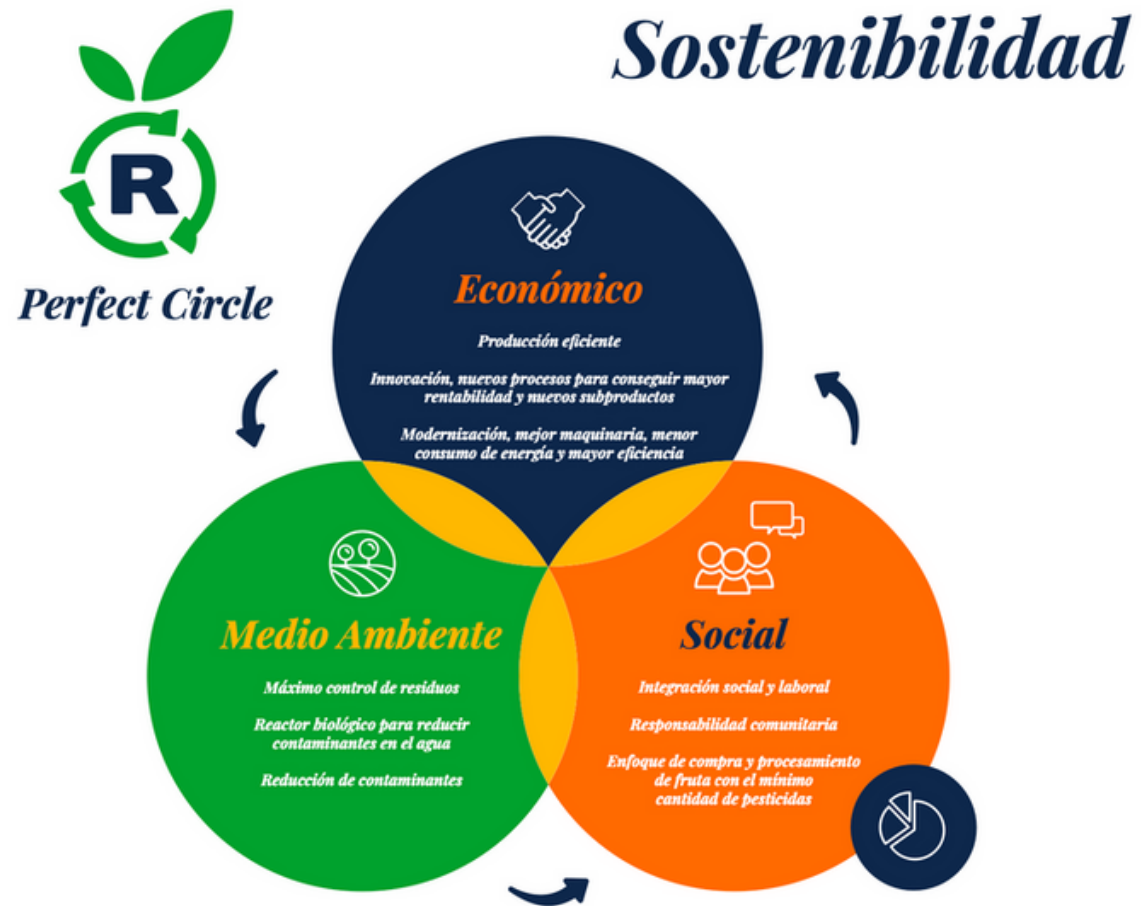 Sostenibilidad
R
Perfect Circle
Económico
Producción eficiente
Innovación, nuevos procesos para conseguir mayor
rentabilidad y nuevos subproductos
Modernización, mejor maquinaria, menor
consumo de energía y mayor eficiencia
Medio Ambiente
Máximo control de residuos
Reactor biológico para reducir
contaminantes en el agua
Reducción de contaminantes
Social
Integración social y laboral
Responsabilidad comunitaria
Enfoque de compra y procesamiento
de fruta con el mínimo
cantidad de pesticidas